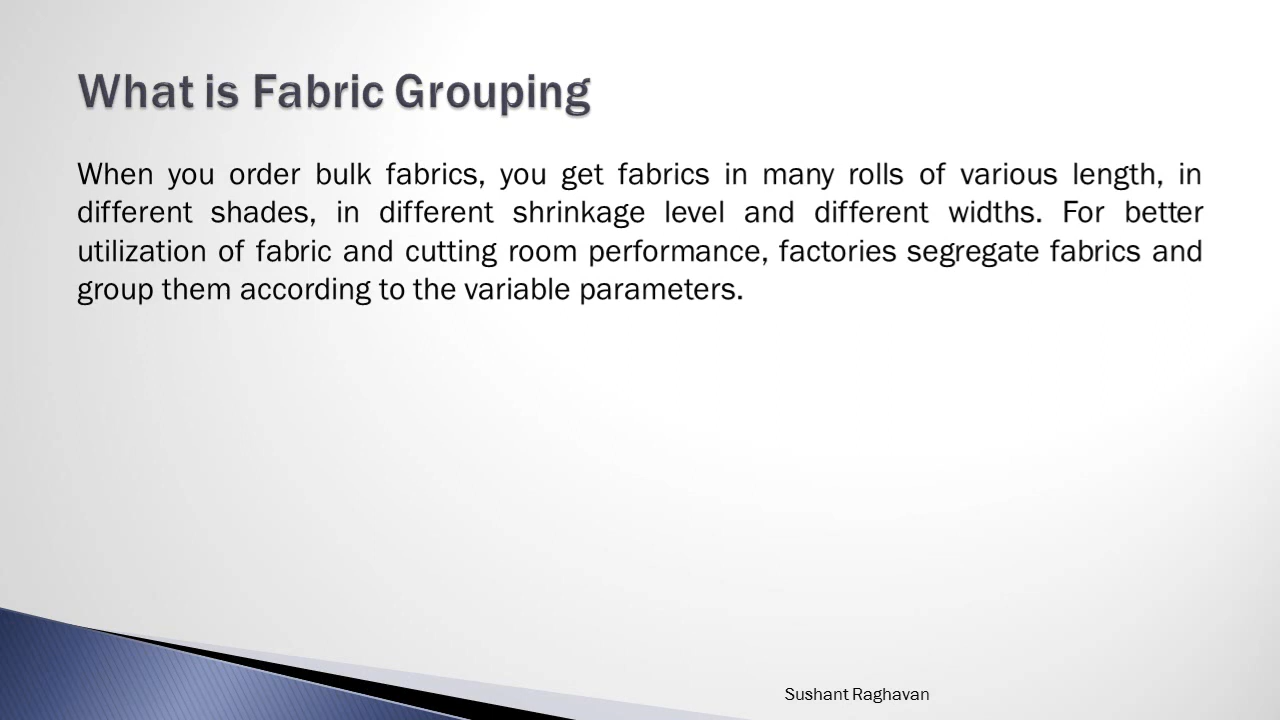 What is Fabric Grouping
When you order bulk fabrics, you get fabrics in many rolls of various length, in
different shades, in different shrinkage level and different widths. For better
utilization of fabric and cutting room performance, factories segregate fabrics and
group them according to the variable parameters.
Sushant Raghavan